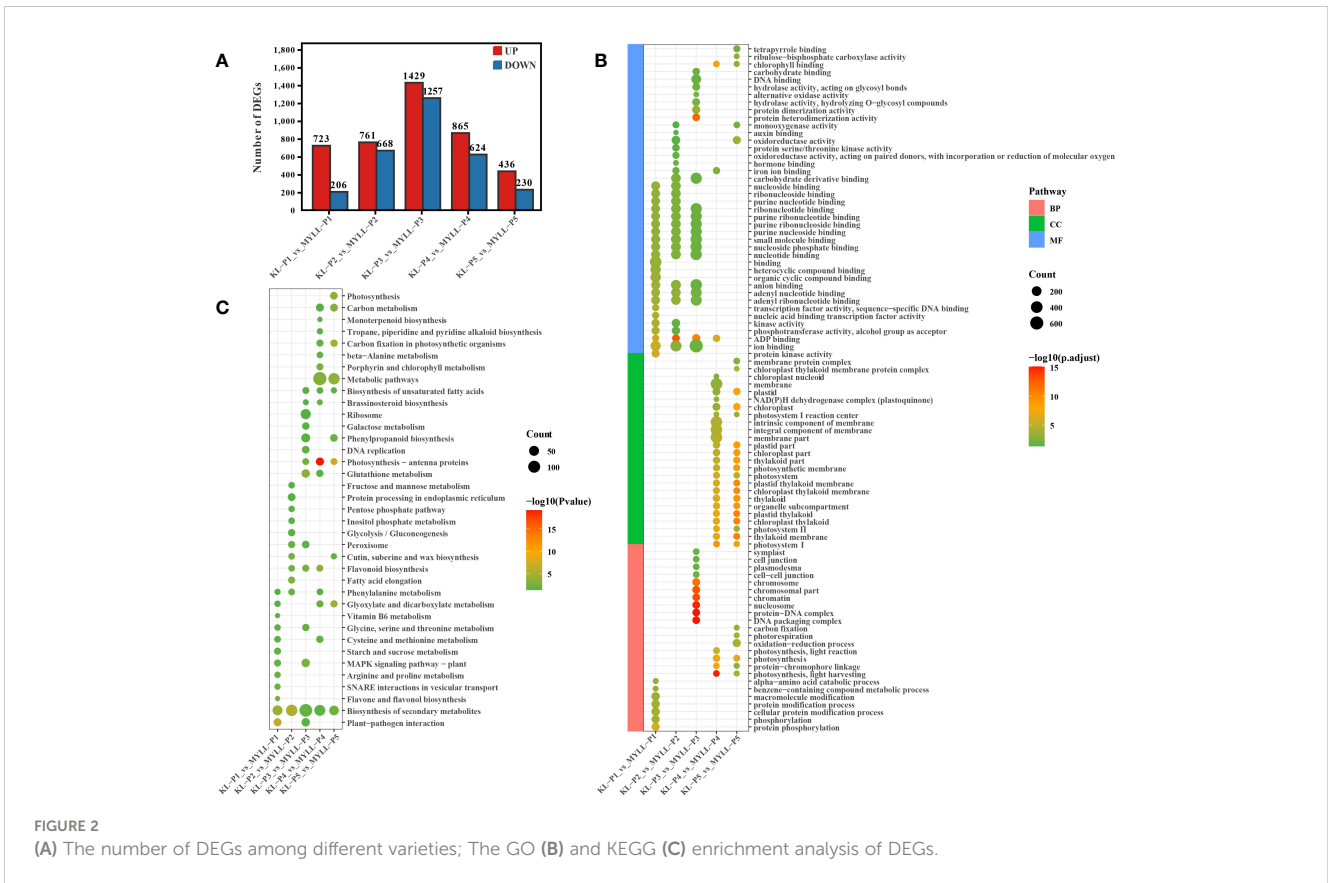 A
Number of DEGs
1,800
1,600
1,400
1,200
1,000
800
600
400
200
0
UP
DOWN
723
206
761
668
1429
1257
865
624
436
230
KL-P1_vs_MYLL-P1
KL-P2_vs_MYLL-P2
KL-P3_vs_MYLL-P3
KL-P4_vs_MYLL-P4
KL-P5_vs_MYLL-P5
B
tetrapyrrole binding
ribulose-bisphosphate carboxylase activity
chlorophyll binding
carbohydrate binding
DNA binding
hydrolase activity, acting on glycosyl bonds
alternative oxidase activity
hydrolase activity, hydrolyzing O-glycosyl compounds
protein dimerization activity
protein heterodimerization activity
monooxygenase activity
auxin binding
oxidoreductase activity
protein serine/threonine kinase activity
oxidoreductase activity, acting on paired donors, with incorporation or reduction of molecular oxygen
hormone binding
iron ion binding
carbohydrate derivative binding
nucleoside binding
ribonucleoside binding
purine nucleotide binding
ribonucleotide binding
purine ribonucleotide binding
purine ribonucleoside binding
purine nucleoside binding
small molecule binding
nucleoside phosphate binding
nucleotide binding
binding
heterocyclic compound binding
organic cyclic compound binding
anion binding
adenyl nucleotide binding
adenyl ribonucleotide binding
transcription factor activity, sequence-specific DNA binding
nucleic acid binding transcription factor activity
kinase activity
phosphotransferase activity, alcohol group as acceptor
ADP binding
ion binding
protein kinase activity
membrane protein complex
chloroplast thylakoid membrane protein complex
chloroplast nucleoid
membrane
plastid
NAD(P)H dehydrogenase complex (plastoquinone)
chloroplast
photosystem I reaction center
intrinsic component of membrane
integral component of membrane
membrane part
plastid part
chloroplast part
thylakoid part
photosynthetic membrane
photosystem
plastid thylakoid membrane
chloroplast thylakoid membrane
thylakoid
organelle subcompartment
plastid thylakoid
chloroplast thylakoid
photosystem II
thylakoid membrane
photosystem I
symplast
cell junction
plasmodesma
cell-cell junction
chromosome
chromosomal part
chromatin
nucleosome
protein-DNA complex
DNA packaging complex
carbon fixation
photorespiration
oxidation-reduction process
photosynthesis, light reaction
photosynthesis
protein-chromophore linkage
photosynthesis, light harvesting
alpha-amino acid catabolic process
benzene-containing compound metabolic process
macromolecule modification
protein modification process
cellular protein modification process
phosphorylation
protein phosphorylation
MF
CC
BP
KL-P1_vs_MYLL-P1
KL-P2_vs_MYLL-P2
KL-P3_vs_MYLL-P3
KL-P4_vs_MYLL-P4
KL-P5_vs_MYLL-P5
Pathway
BP
CC
MF
Count
200
400
600
-log10(p.adjust)
15
10
5
C
Photosynthesis
Carbon metabolism
Monoterpenoid biosynthesis
Tropane, piperidine and pyridine alkaloid biosynthesis
Carbon fixation in photosynthetic organisms
beta-Alanine metabolism
Porphyrin and chlorophyll metabolism
Metabolic pathways
Biosynthesis of unsaturated fatty acids
Brassinosteroid biosynthesis
Ribosome
Galactose metabolism
Phenylpropanoid biosynthesis
DNA replication
Photosynthesis - antenna proteins
Glutathione metabolism
Fructose and mannose metabolism
Protein processing in endoplasmic reticulum
Pentose phosphate pathway
Inositol phosphate metabolism
Glycolysis / Gluconeogenesis
Peroxisome
Cutin, suberine and wax biosynthesis
Flavonoid biosynthesis
Fatty acid elongation
Phenylalanine metabolism
Glyoxylate and dicarboxylate metabolism
Vitamin B6 metabolism
Glycine, serine and threonine metabolism
Cysteine and methionine metabolism
Starch and sucrose metabolism
MAPK signaling pathway - plant
Arginine and proline metabolism
SNARE interactions in vesicular transport
Flavone and flavonol biosynthesis
Biosynthesis of secondary metabolites
Plant-pathogen interaction
KL-P1_vs_MYLL-P1
KL-P2_vs_MYLL-P2
KL-P3_vs_MYLL-P3
KL-P4_vs_MYLL-P4
KL-P5_vs_MYLL-P5
Count
50
100
-log10(Pvalue)
15
10
5
FIGURE 2
(A) The number of DEGs among different varieties; The GO (B) and KEGG (C) enrichment analysis of DEGs.